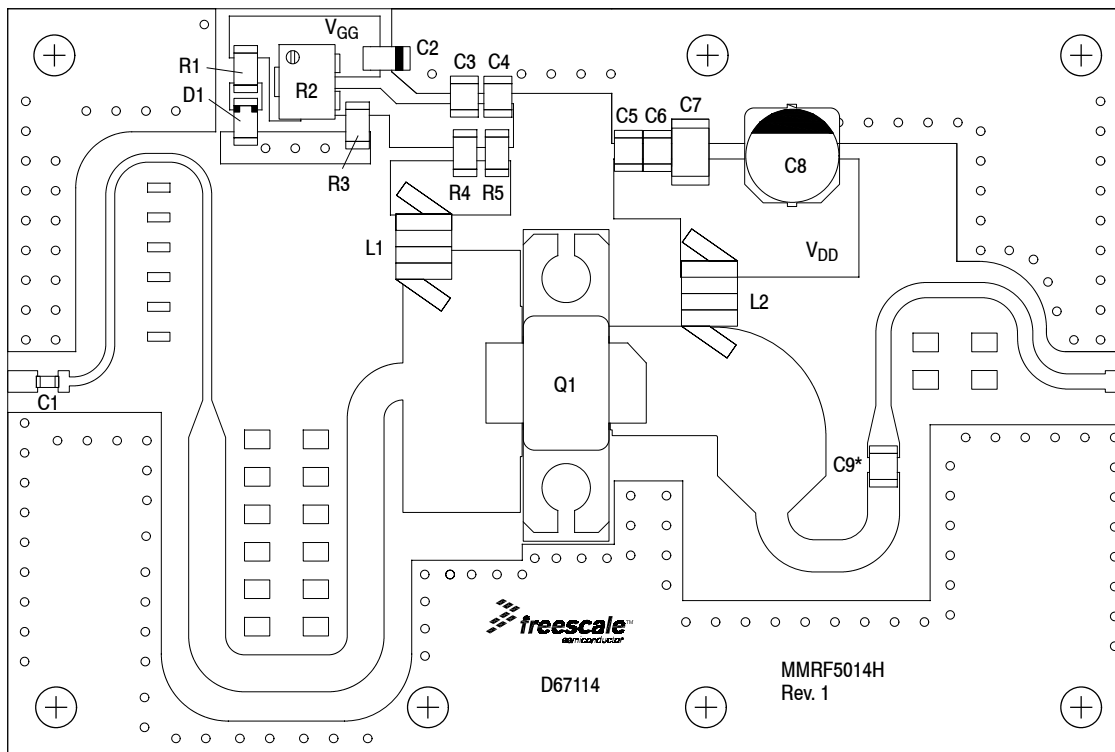 VGG
C2
C3 C4
R1
R2
D1
C5 C6 C7
C8
R3
R4 R5
L1
VDD
L2
Q1
C1
C9*
freescale™
semiconductor
D67114
MMRF5014H
Rev. 1